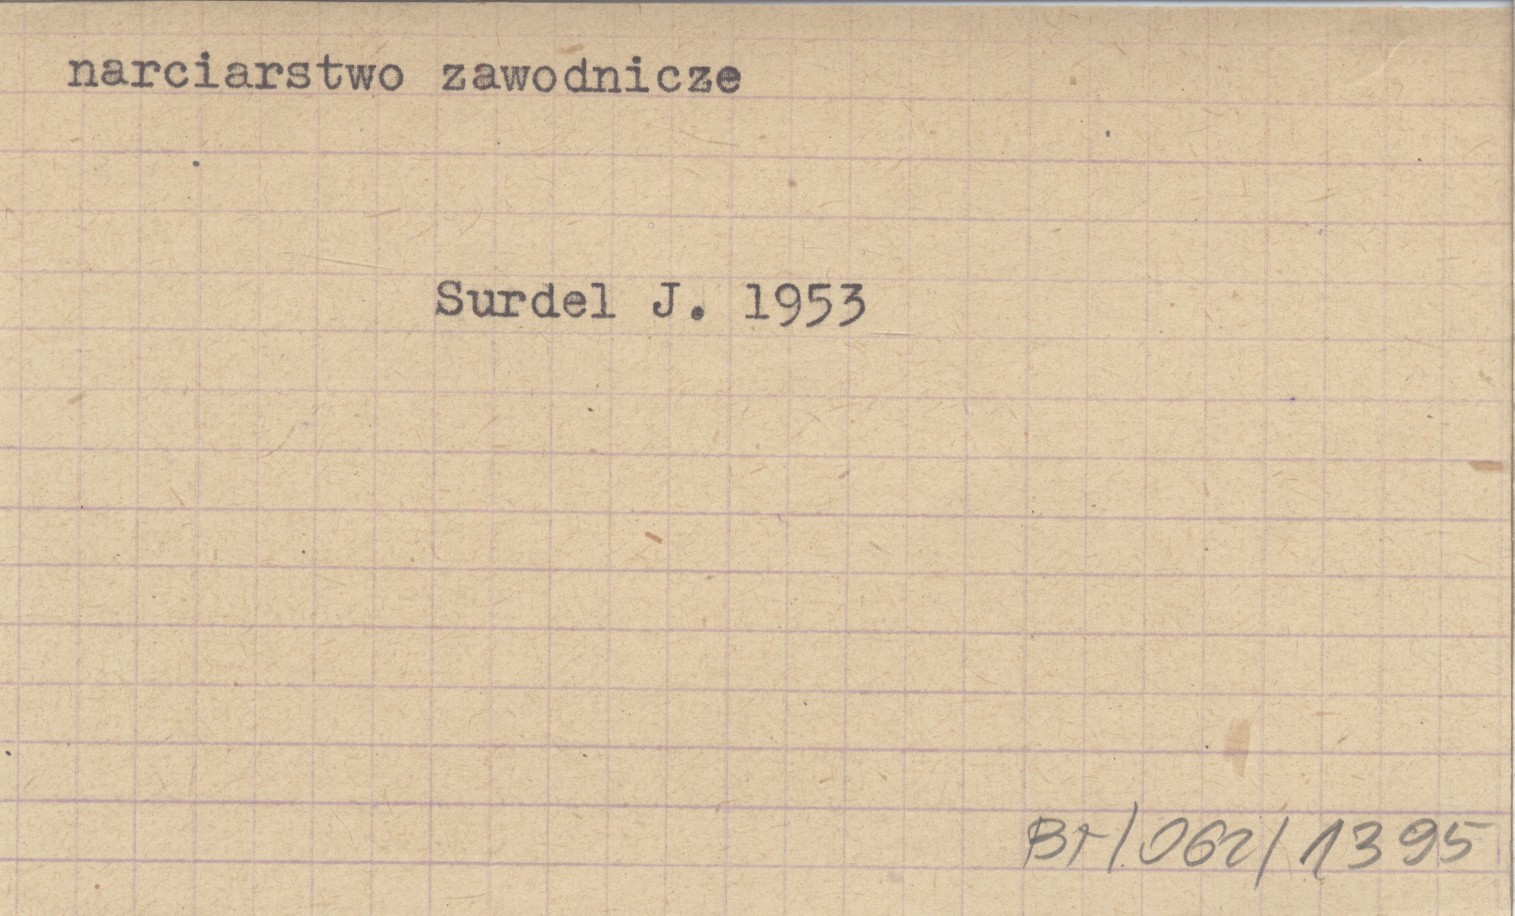 narciarstwo zawodnicze
Surdel J. 1953
Br/062/1395